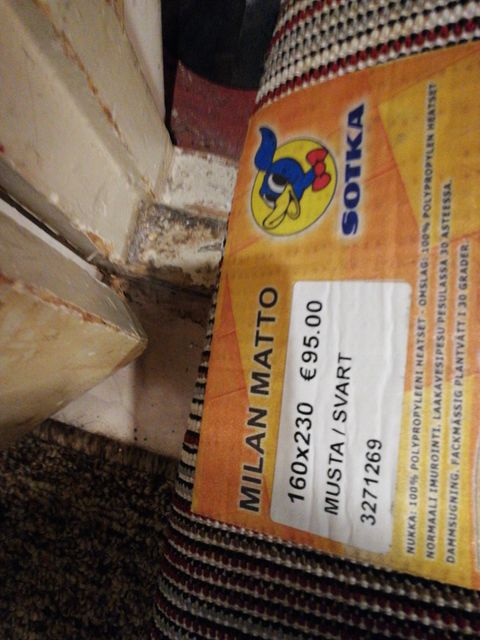 SOTKA
MILAN MATTO
160x230 €95.00
MUSTA / SVART
3271269
NUKKA: 100% POLYPROPYLEENI HEATSET - OMSLAG: 100% POLYPROPYLEN HEATSET
NORMAALI IMUROINTI. LAAKAVESIPESU PESULASSA 30 ASTEESSA.
DAMMSUGNING. FACKMÄSSIG PLANTVÄTT I 30 GRADER.